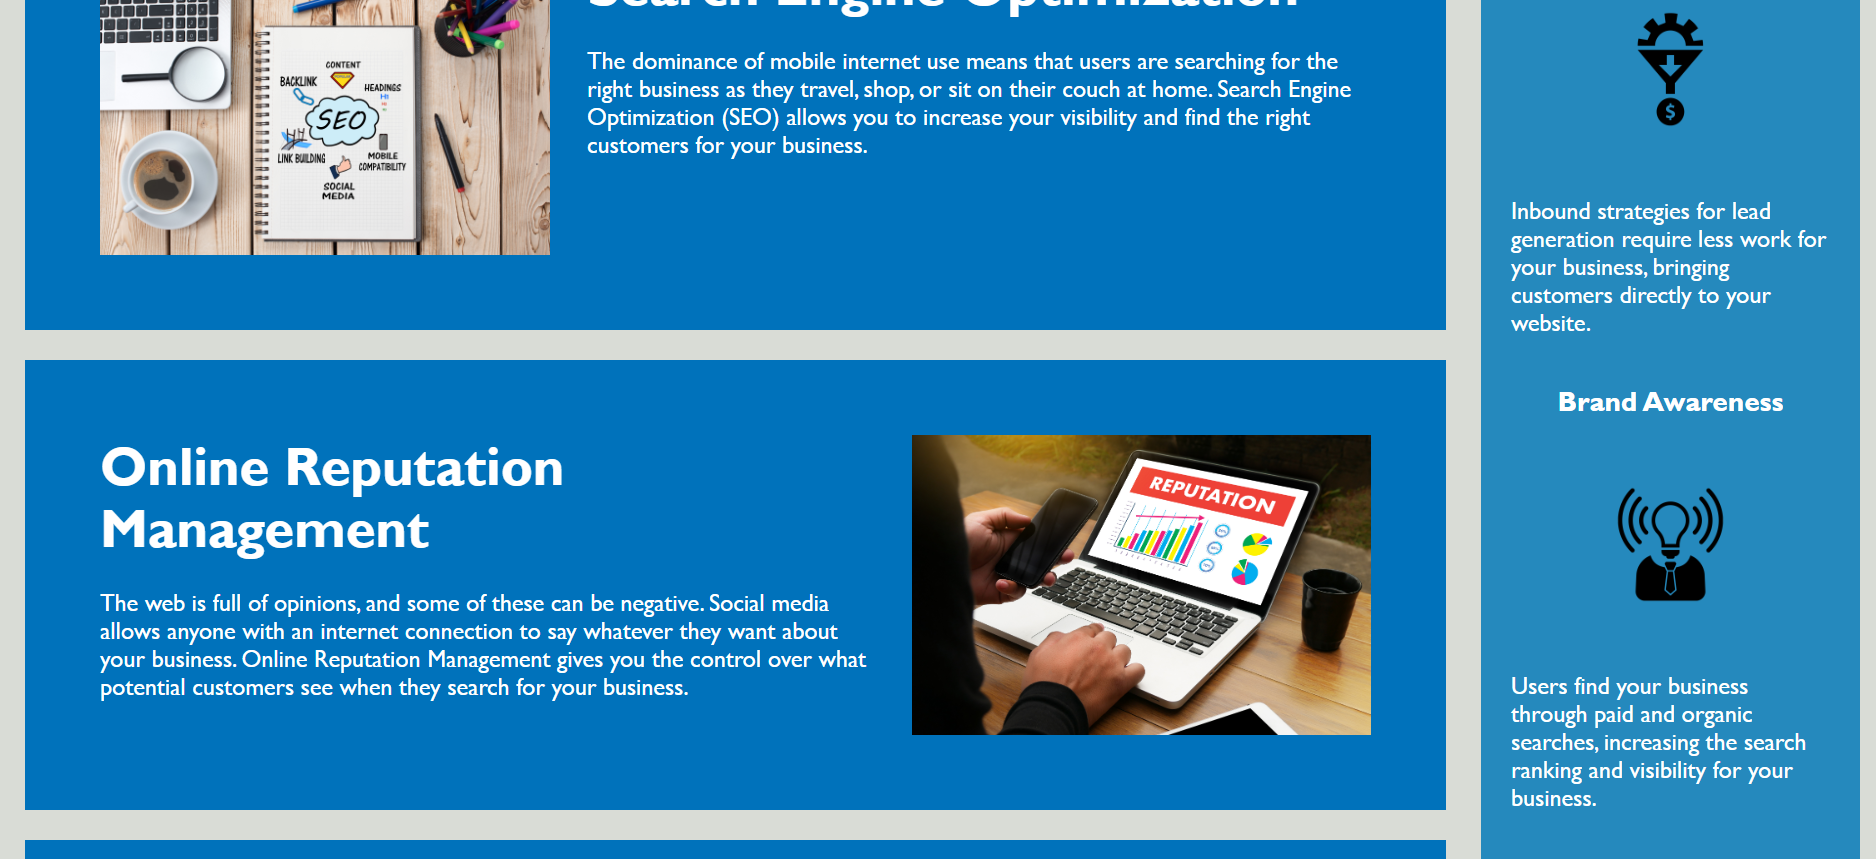 Search Engine Optimization
The dominance of mobile internet use means that users are searching for the
right business as they travel, shop, or sit on their couch at home. Search Engine
Optimization (SEO) allows you to increase your visibility and find the right
customers for your business.
CONTENT
BACKLINK
HEADINGS
H1
SEO
LINK BUILDING
MOBILE
COMPATIBILITY
SOCIAL
MEDIA
Online Reputation
Management
The web is full of opinions, and some of these can be negative. Social media
allows anyone with an internet connection to say whatever they want about
your business. Online Reputation Management gives you the control over what
potential customers see when they search for your business.
REPUTATION
$
Inbound strategies for lead
generation require less work for
your business, bringing
customers directly to your
website.
Brand Awareness
Users find your business
through paid and organic
searches, increasing the search
ranking and visibility for your
business.